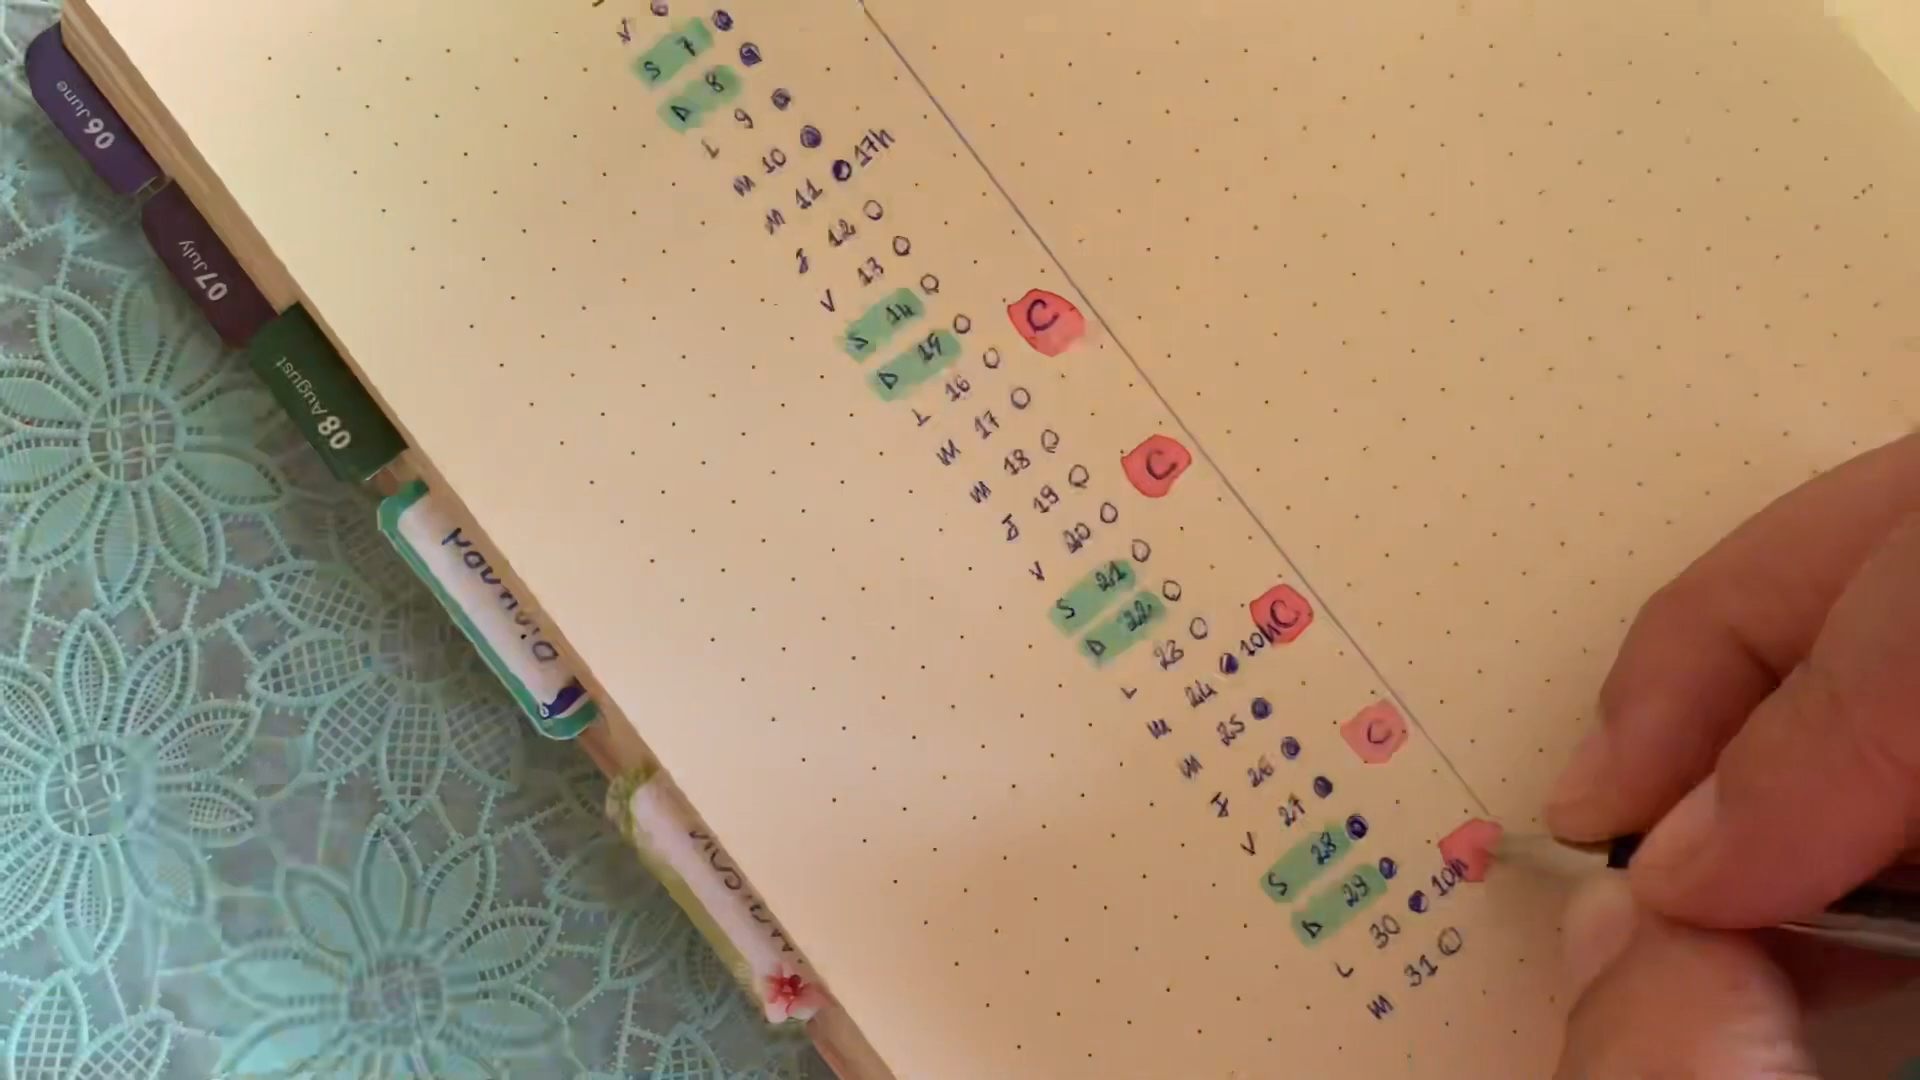 V 6
S 7
D 8
L 9
M 10
M 11 17h
J 12
V 13
S 14
D 15 C
L 16
M 17
M 18
J 19 C
V 20
S 21
D 22
L 23
M 24 10h C
M 25
J 26
V 27 C
S 28
D 29
L 30 10h
M 31
06 June
07 July
08 August